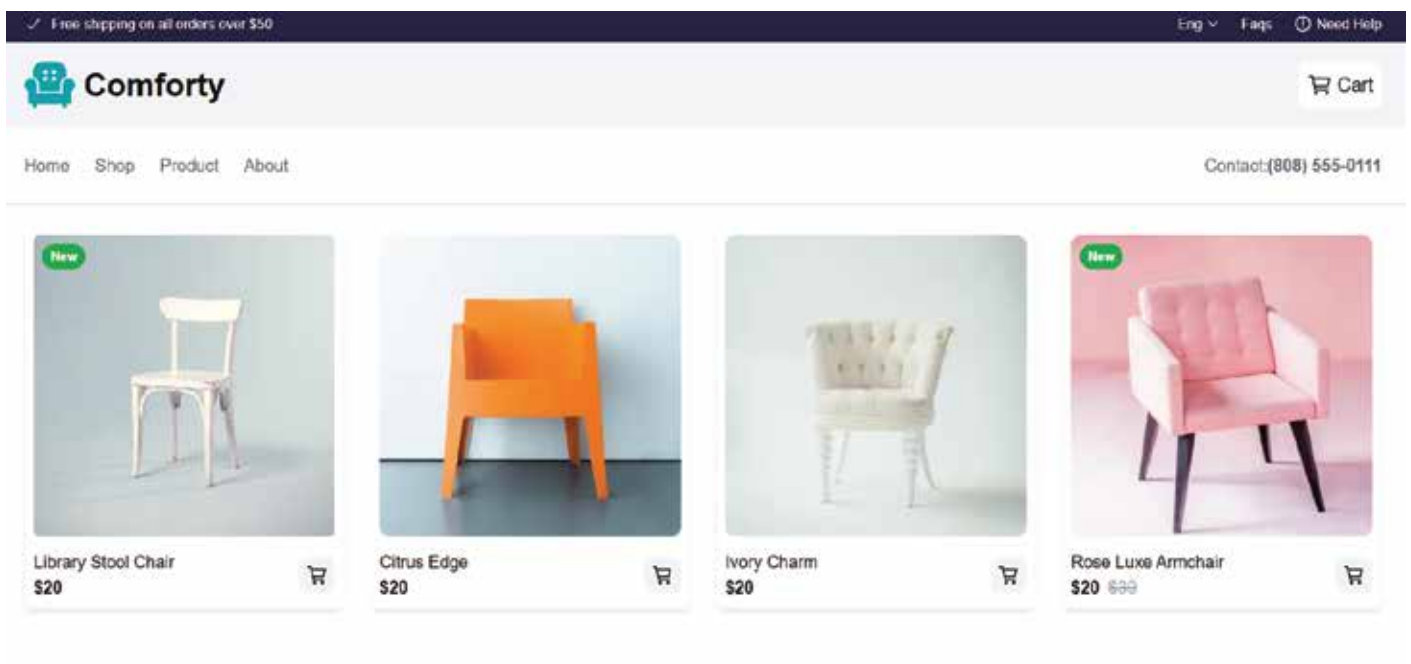 Free shipping on all orders over $50
Eng
Faqs
Need Help
Comforty
Cart
Home
Shop
Product
About
Contact:(808) 555-0111
New
New
Library Stool Chair
$20
Citrus Edge
$20
Ivory Charm
$20
Rose Luxe Armchair
$20 $30